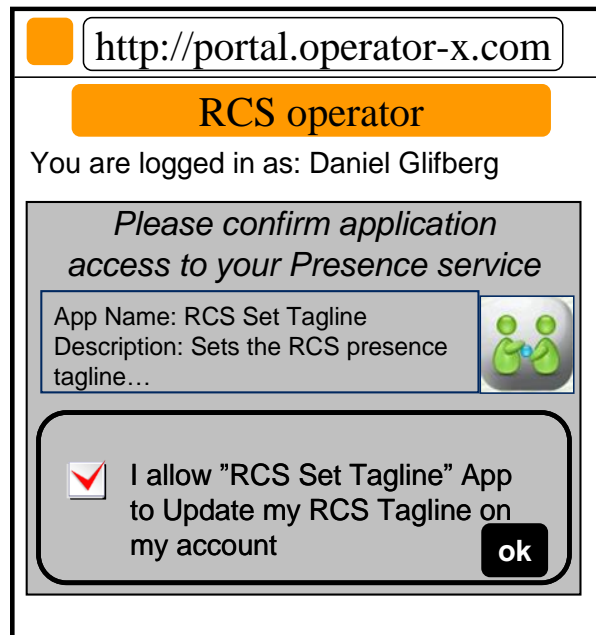 http://portal.operator-x.com
RCS operator
You are logged in as: Daniel Glifberg
Please confirm application
access to your Presence service
App Name: RCS Set Tagline
Description: Sets the RCS presence
tagline…
I allow ”RCS Set Tagline” App
to Update my RCS Tagline on
my account
ok